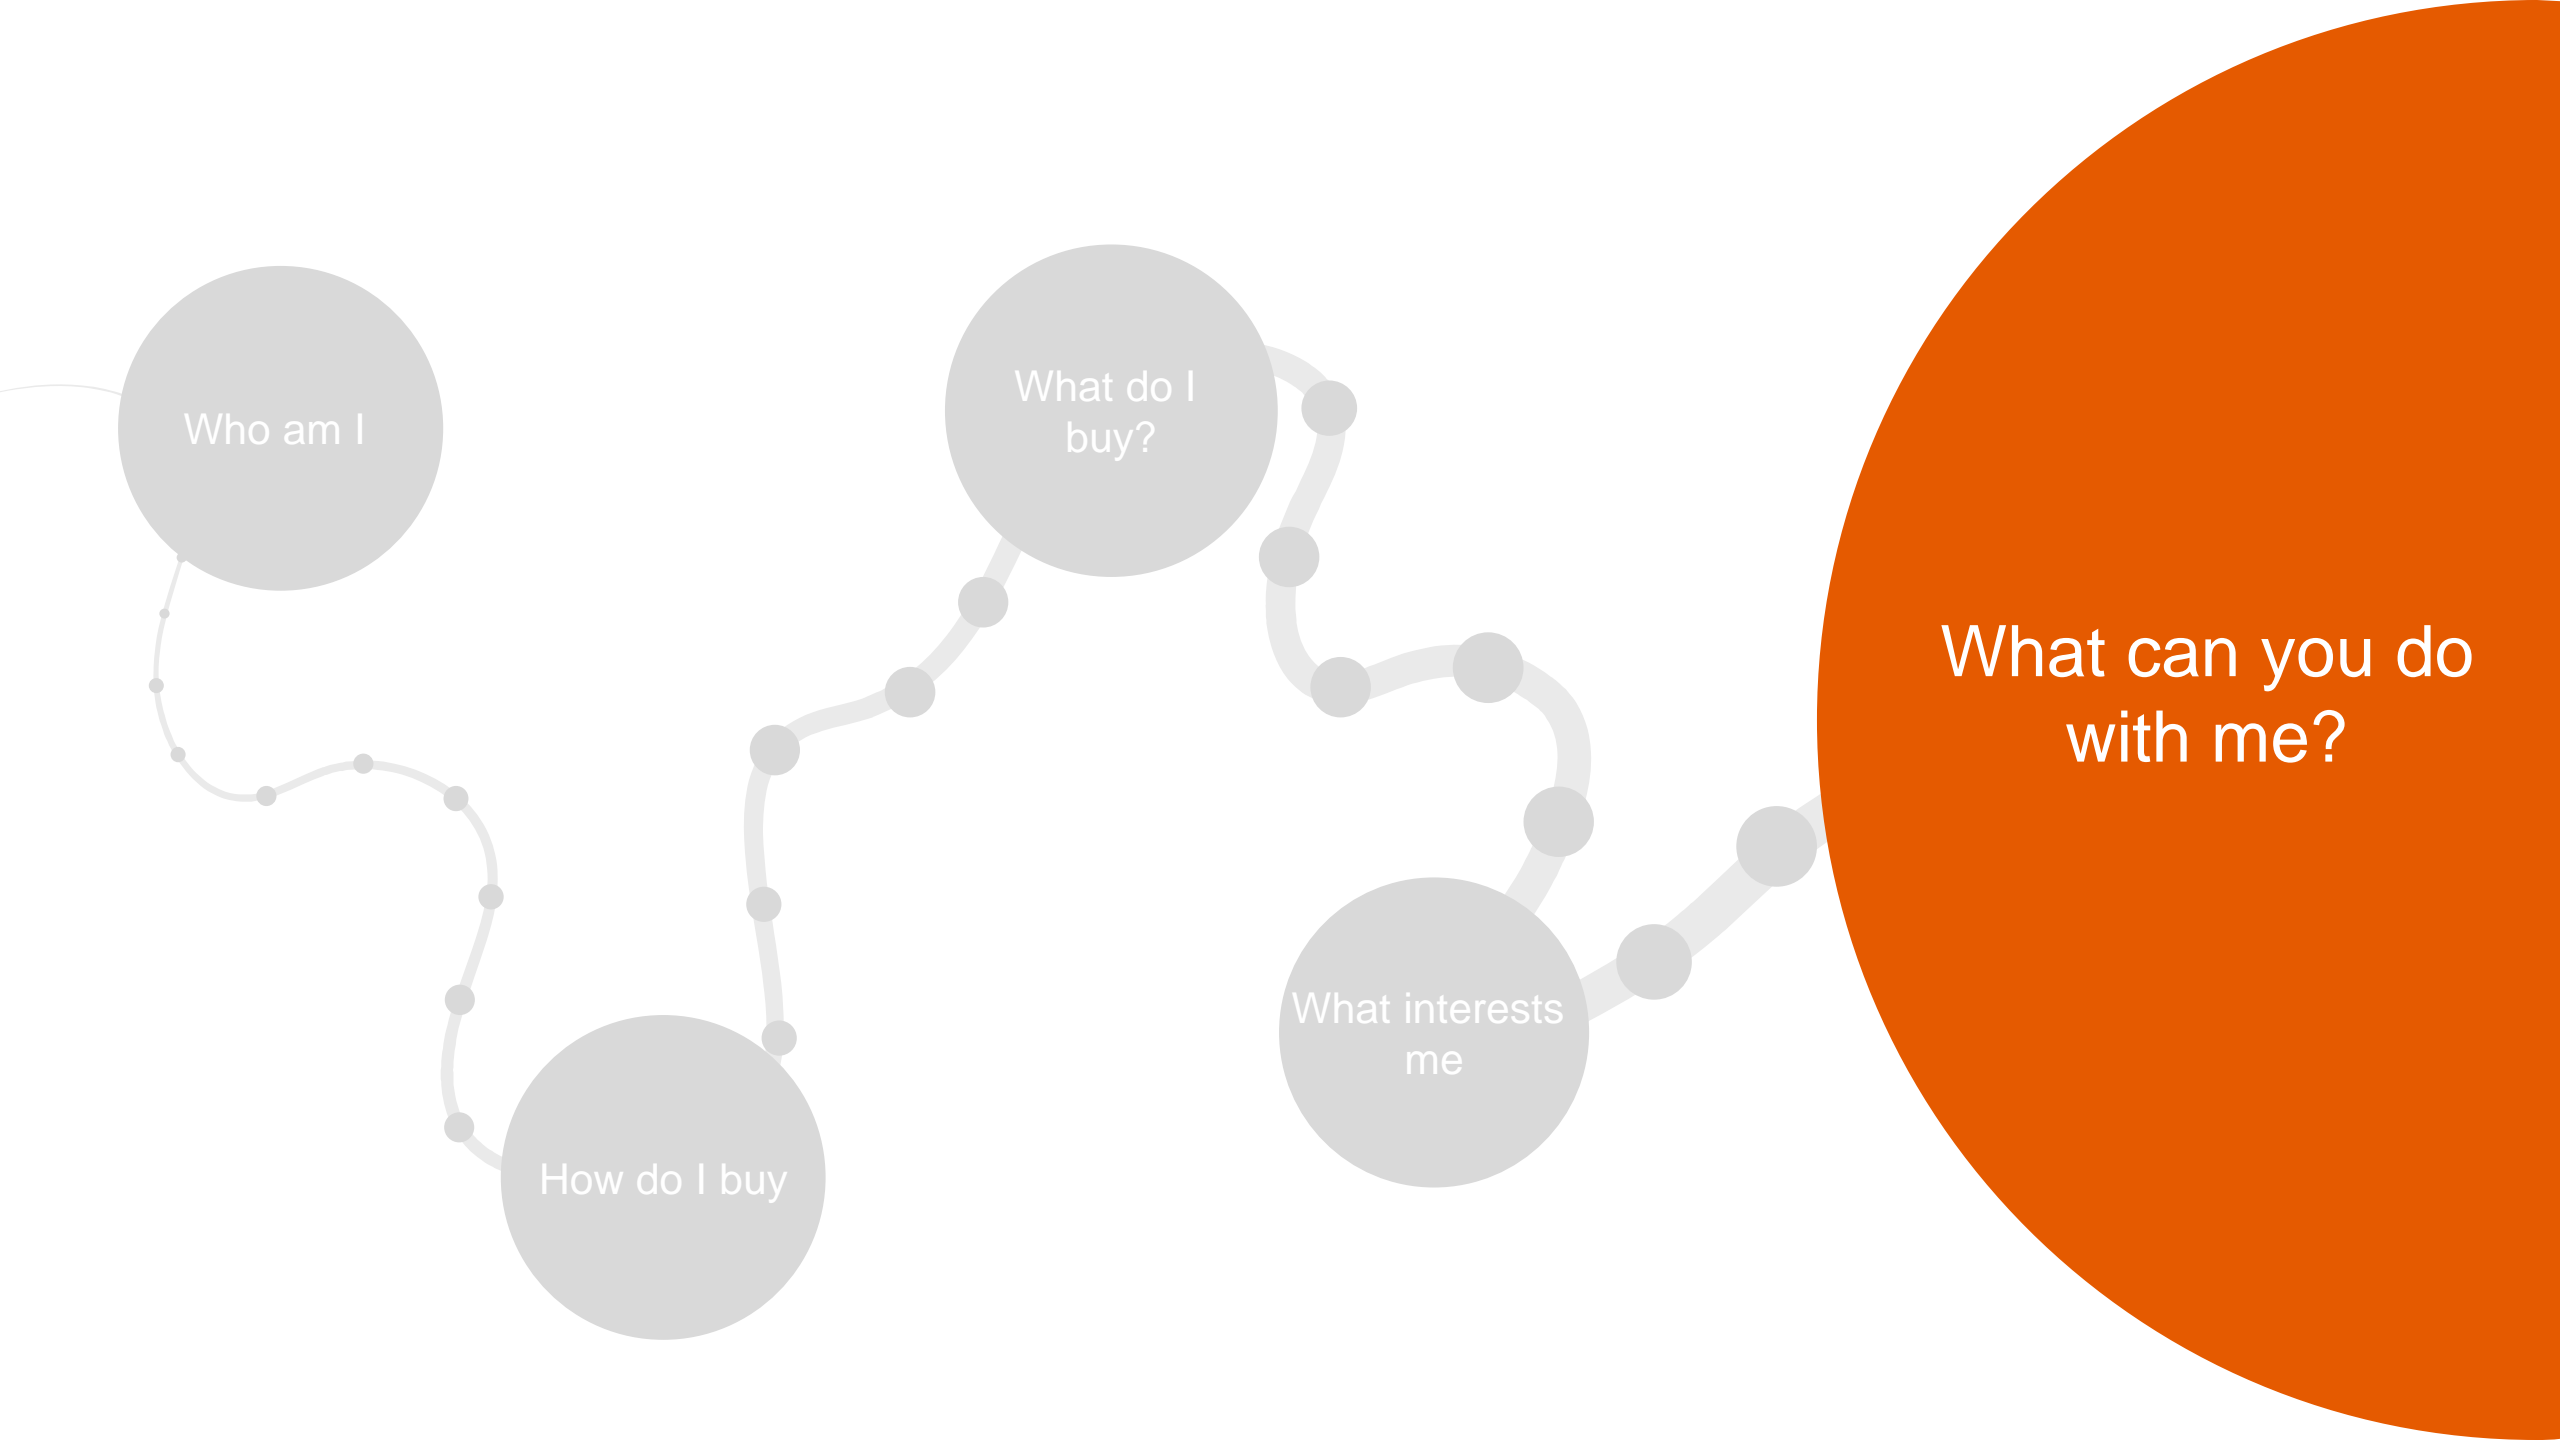 Who am I
How do I buy
What do I
buy?
What interests
me
What can you do
with me?